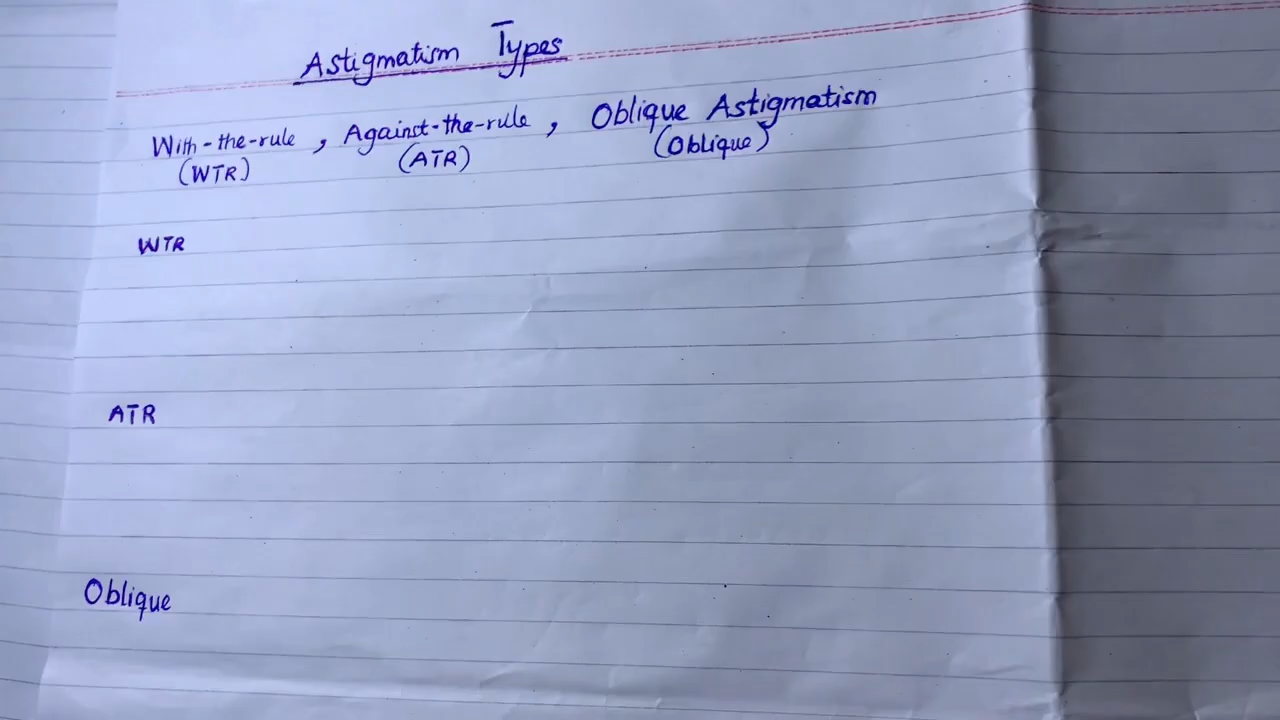 Astigmatism Types
With-the-rule, Against-the-rule, Oblique Astigmatism
(WTR) (ATR) (Oblique)
WTR
ATR
Oblique